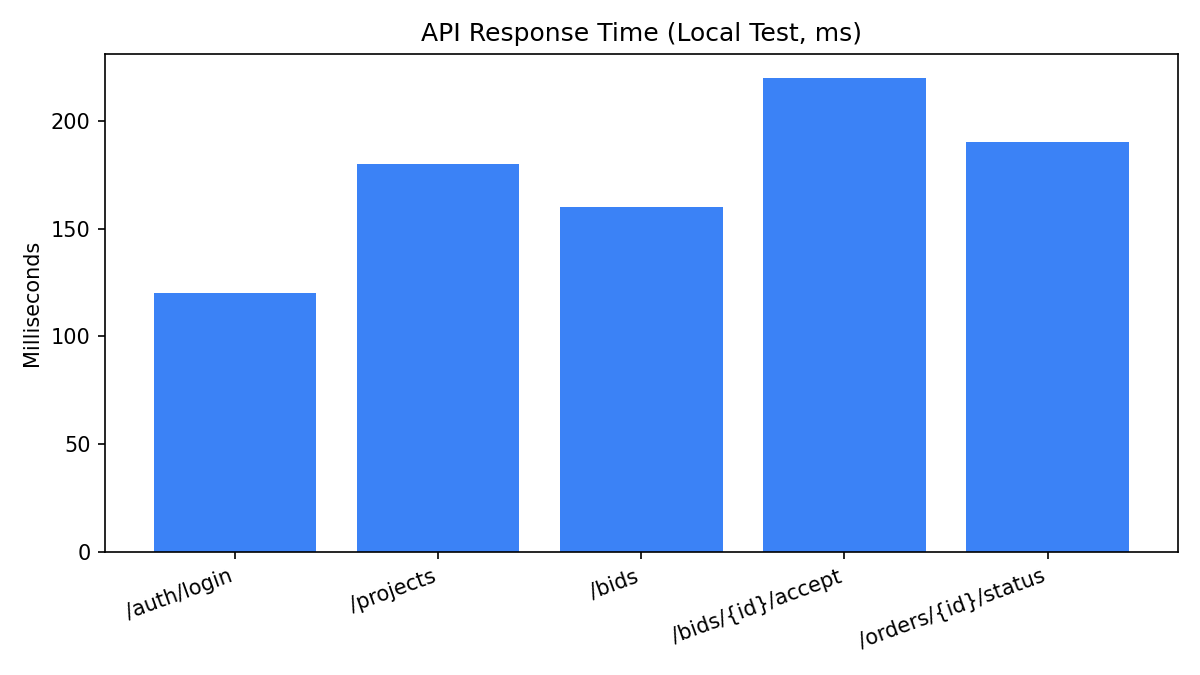 API Response Time (Local Test, ms)
Milliseconds
200
150
100
50
0
/auth/login
/projects
/bids
/bids/{id}/accept
/orders/{id}/status